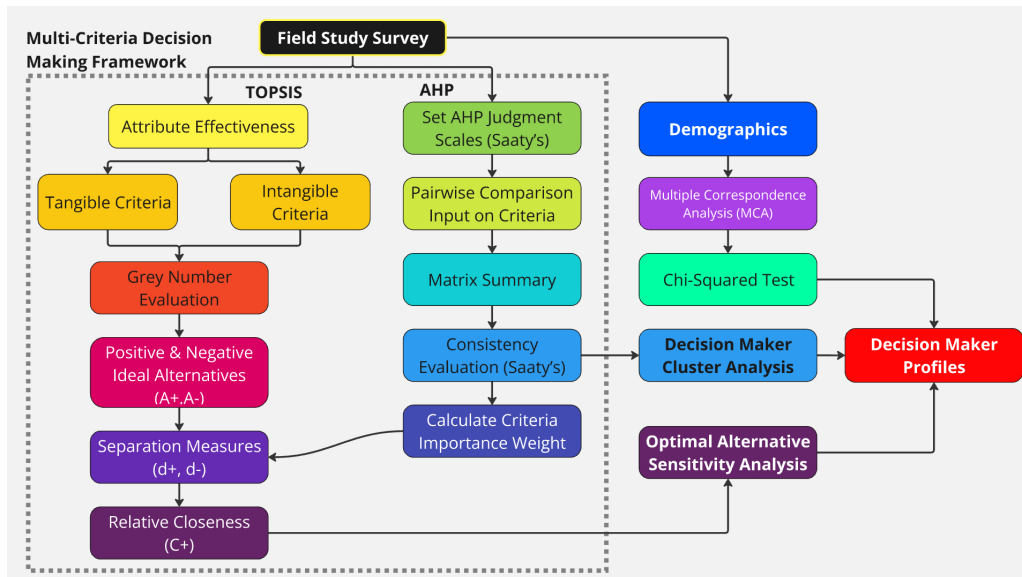 Multi-Criteria Decision
Making Framework
Field Study Survey
TOPSIS
AHP
Attribute Effectiveness
Tangible Criteria
Intangible
Criteria
Grey Number
Evaluation
Positive & Negative
Ideal Alternatives
(A+.A-)
Separation Measures
(d+, d-)
Relative Closeness
(C+)
Set AHP Judgment
Scales (Saaty’s)
Pairwise Comparison
Input on Criteria
Matrix Summary
Consistency
Evaluation (Saaty’s)
Calculate Criteria
Importance Weight
Demographics
Multiple Correspondence
Analysis (MCA)
Chi-Squared Test
Decision Maker
Cluster Analysis
Decision Maker
Profiles
Optimal Alternative
Sensitivity Analysis